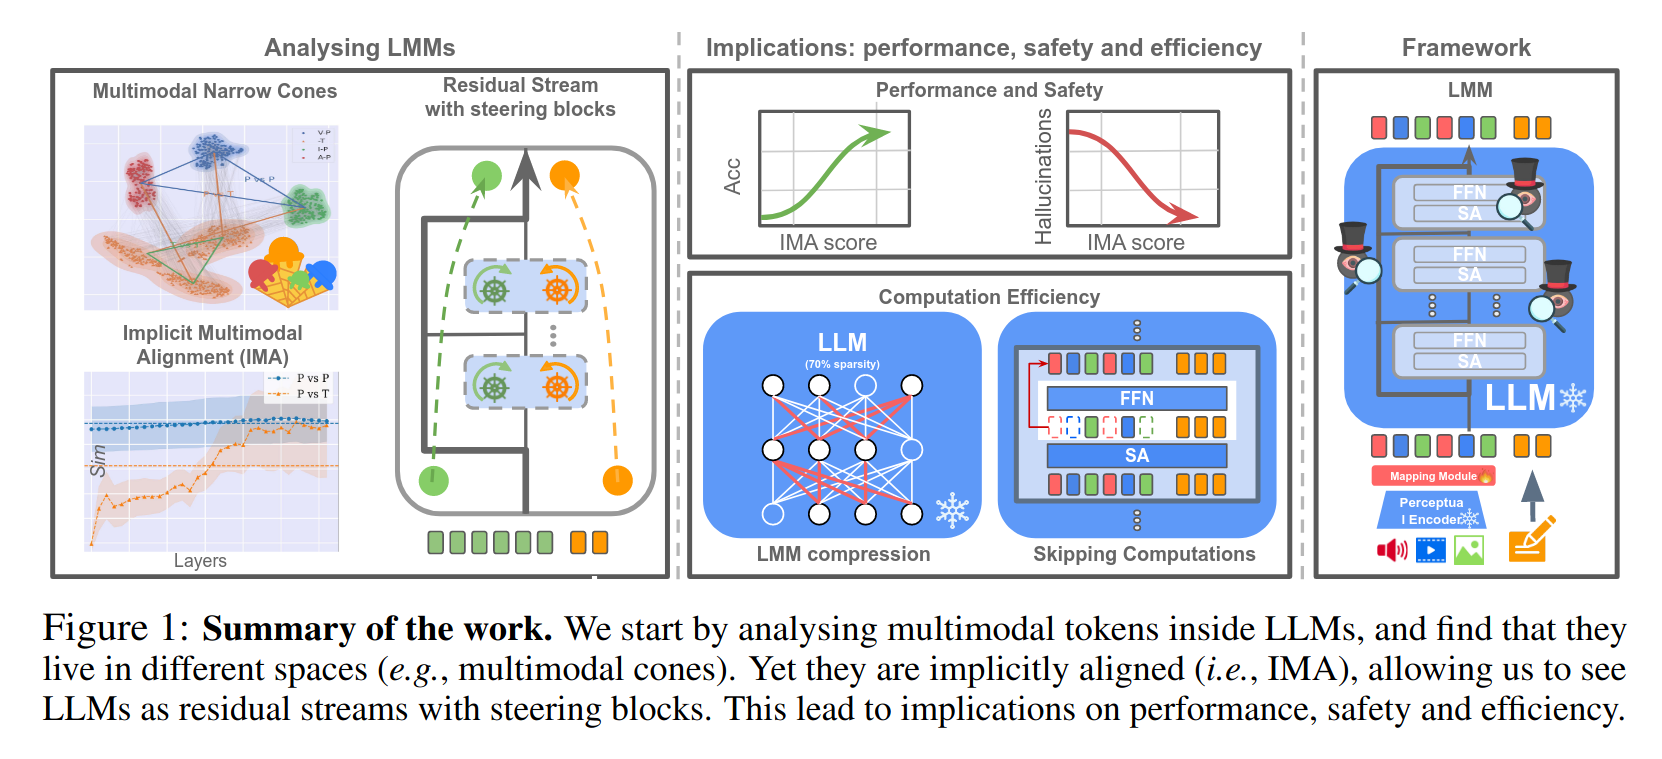 Analysing LMMs
Implications: performance, safety and efficiency
Framework
Multimodal Narrow Cones
V-P
-T
I-P
A-P
P vs P
Implicit Multimodal
Alignment (IMA)
P vs P
P vs T
Sim
Layers
Residual Stream
with steering blocks
Performance and Safety
Acc
IMA score
Hallucinations
IMA score
Computation Efficiency
LLM
(70% sparsity)
LMM compression
FFN
SA
Skipping Computations
LMM
FFN
SA
FFN
SA
FFN
SA
LLM
Mapping Module
Perceptua
l Encoder
Figure 1: Summary of the work. We start by analysing multimodal tokens inside LLMs, and find that they
live in different spaces (e.g., multimodal cones). Yet they are implicitly aligned (i.e., IMA), allowing us to see
LLMs as residual streams with steering blocks. This lead to implications on performance, safety and efficiency.